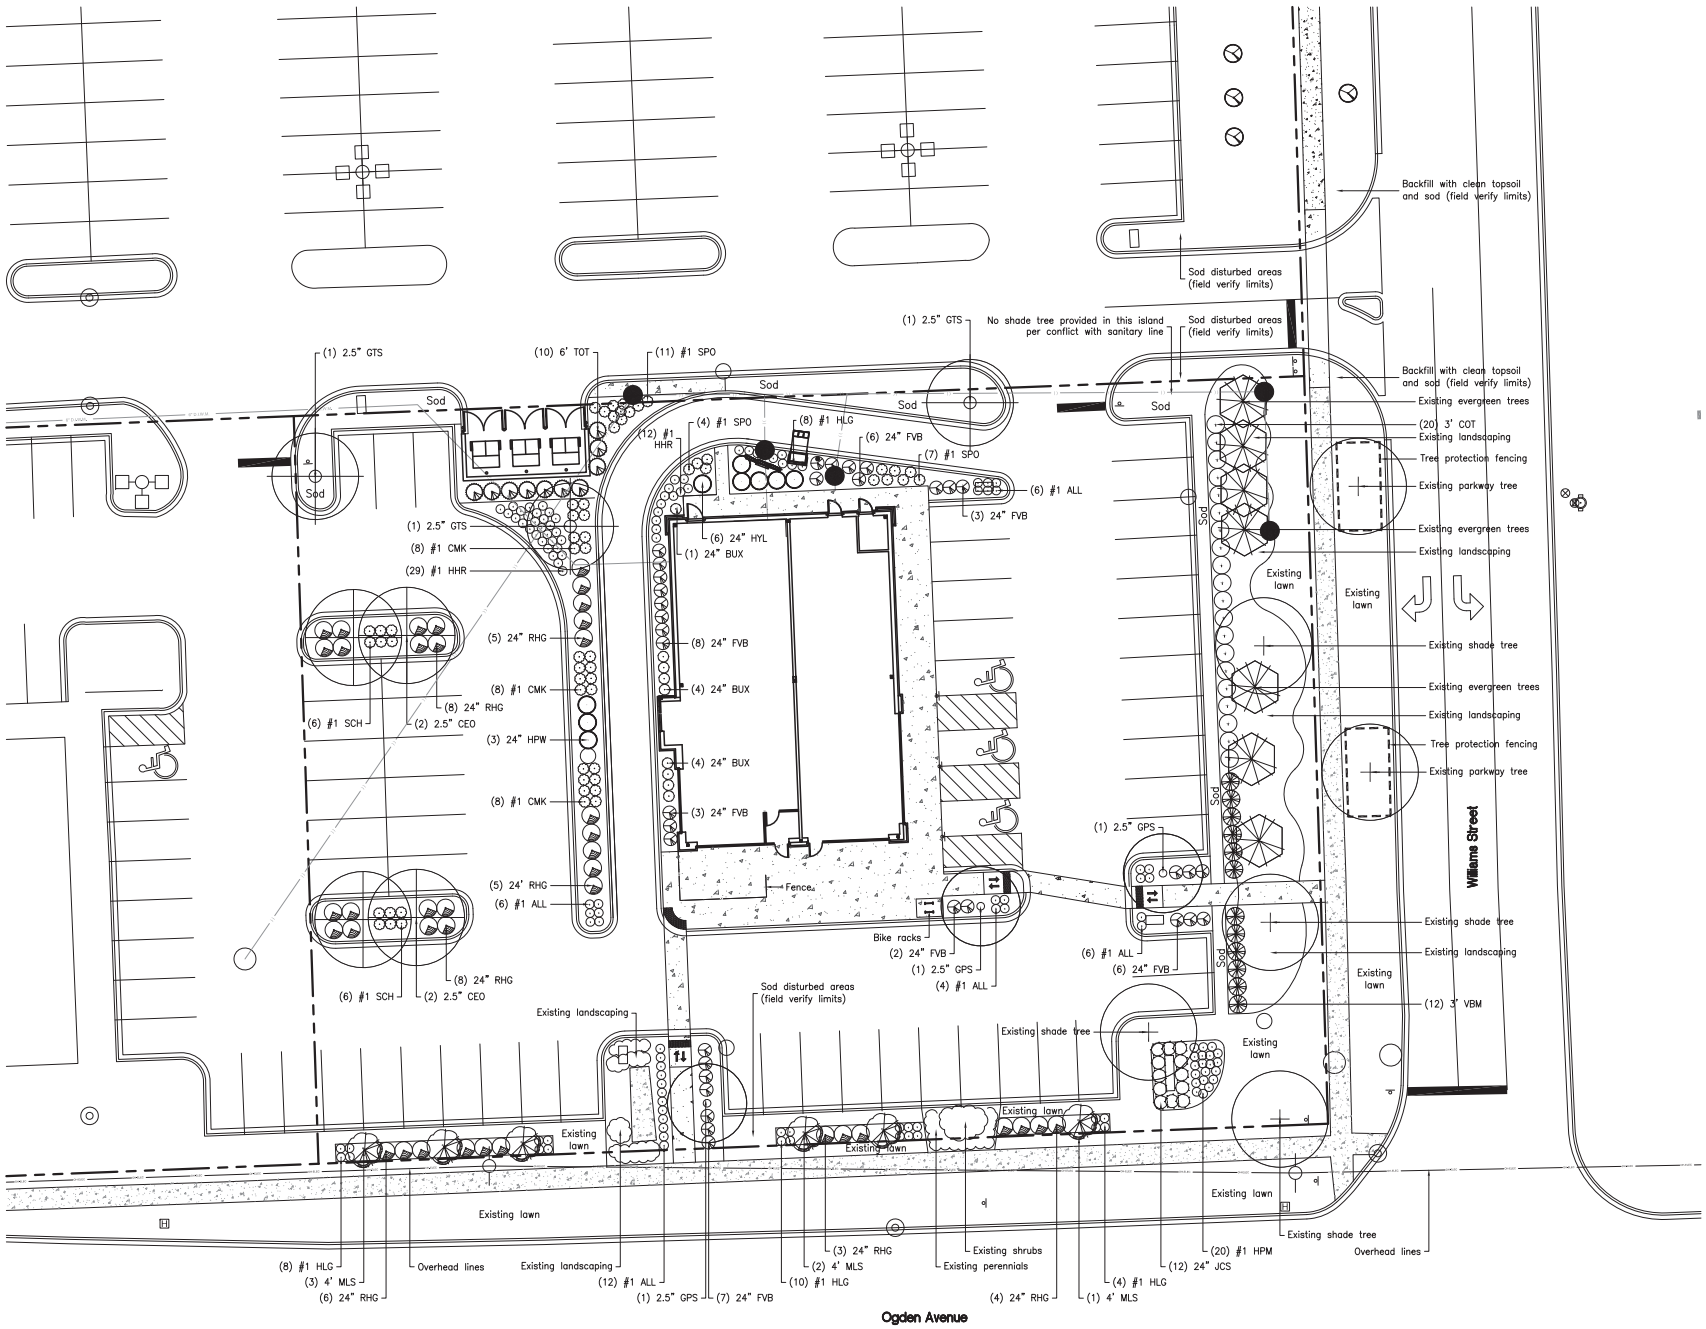 Backfill with clean topsoil
and sod (field verify limits)
Sod disturbed areas
(field verify limits)
(1) 2.5" GTS
No shade tree provided in this island
per conflict with sanitary line
Sod disturbed areas
(field verify limits)
(1) 2.5" GTS
(10) 6' TOT
(11) #1 SPO
Backfill with clean topsoil
and sod (field verify limits)
Sod
Sod
Sod
Sod
Existing evergreen trees
(4) #1 SPO
(8) #1 HLG
(20) 3' COT
(12) #1
HHR
(6) 24" FVB
Existing landscaping
(7) #1 SPO
Tree protection fencing
Sod
Existing parkway tree
(6) #1 ALL
Sod
(3) 24" FVB
(1) 2.5" GTS
Existing evergreen trees
(6) 24" HYL
(8) #1 CMK
(1) 24" BUX
Existing landscaping
(29) #1 HHR
Existing
lawn
Existing
lawn
(5) 24" RHG
(8) 24" FVB
Existing shade tree
(8) #1 CMK
(4) 24" BUX
Existing evergreen trees
(8) 24" RHG
(6) #1 SCH
(2) 2.5" CEO
Existing landscaping
(3) 24" HPW
Tree protection fencing
(4) 24" BUX
Existing parkway tree
Sod
(8) #1 CMK
(3) 24" FVB
(1) 2.5" GPS
Williams Street
(5) 24' RHG
Fence
(6) #1 ALL
Existing shade tree
Bike racks
(2) 24" FVB
(6) #1 ALL
Sod
Existing landscaping
(1) 2.5" GPS
(6) 24" FVB
(8) 24" RHG
(4) #1 ALL
Existing
lawn
(6) #1 SCH
(2) 2.5" CEO
Sod disturbed areas
(field verify limits)
(12) 3' VBM
Existing landscaping
Existing shade tree
Existing
lawn
Existing lawn
Existing
lawn
Existing lawn
Existing lawn
Existing lawn
H
H
Existing shade tree
(3) 24" RHG
Existing shrubs
(20) #1 HPM
Overhead lines
(8) #1 HLG
Overhead lines
Existing landscaping
(2) 4' MLS
Existing perennials
(12) 24" JCS
(3) 4' MLS
(12) #1 ALL
(10) #1 HLG
(4) #1 HLG
(6) 24" RHG
(1) 2.5" GPS
(7) 24" FVB
(4) 24" RHG
(1) 4' MLS
Ogden Avenue